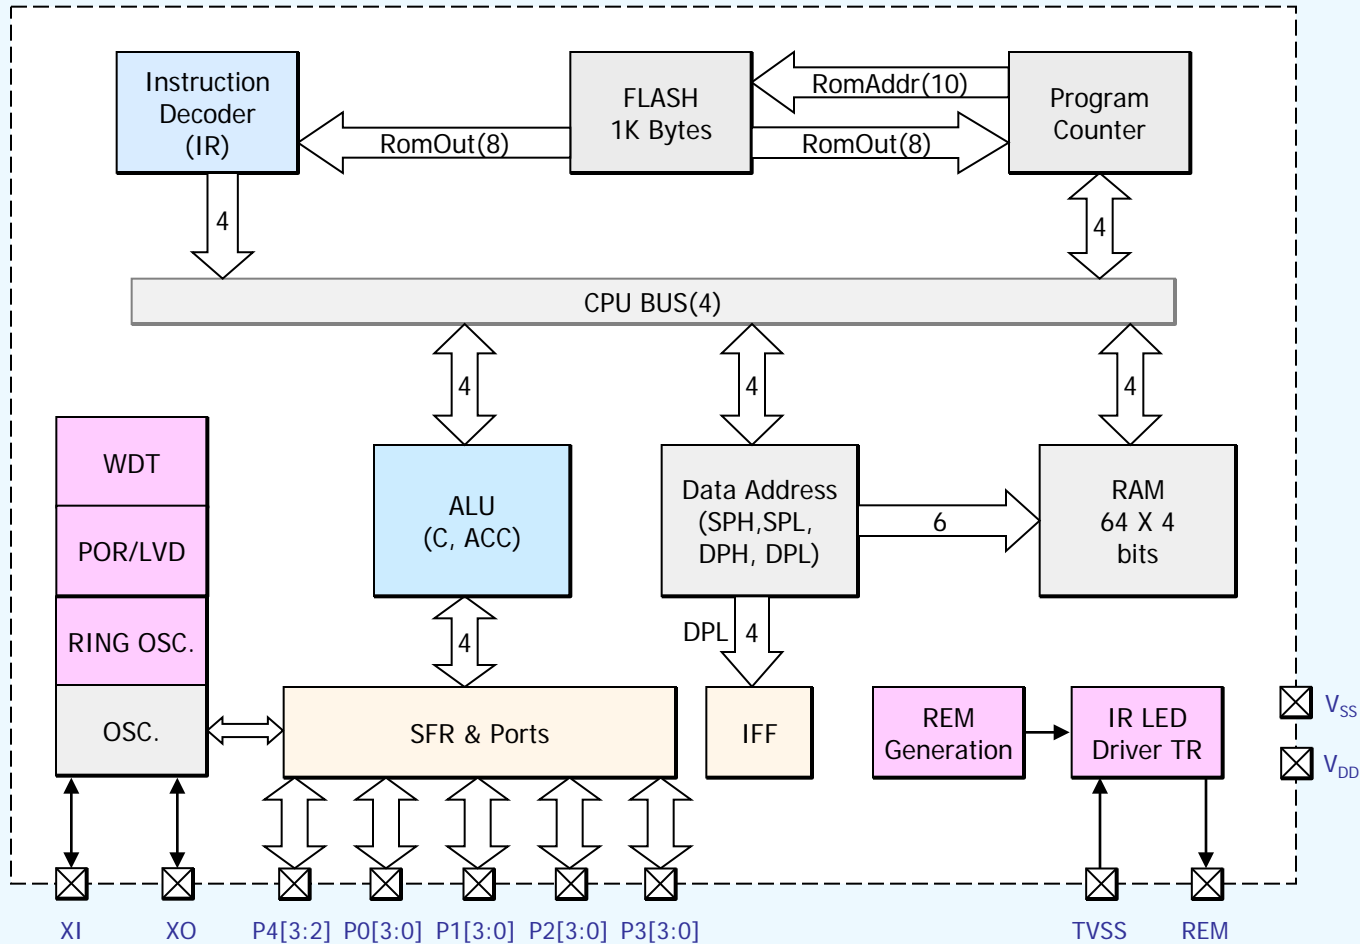 Instruction
Decoder
(IR)
FLASH
1K Bytes
Program
Counter
RomAddr(10)
RomOut(8)
RomOut(8)
4
4
CPU BUS(4)
4
4
4
WDT
POR/LVD
RING OSC.
OSC.
ALU
(C, ACC)
Data Address
(SPH,SPL,
DPH, DPL)
6
RAM
64 X 4
bits
4
DPL
4
SFR & Ports
IFF
REM
Generation
IR LED
Driver TR
VSS
VDD
XI
XO
P4[3:2]
P0[3:0]
P1[3:0]
P2[3:0]
P3[3:0]
TVSS
REM